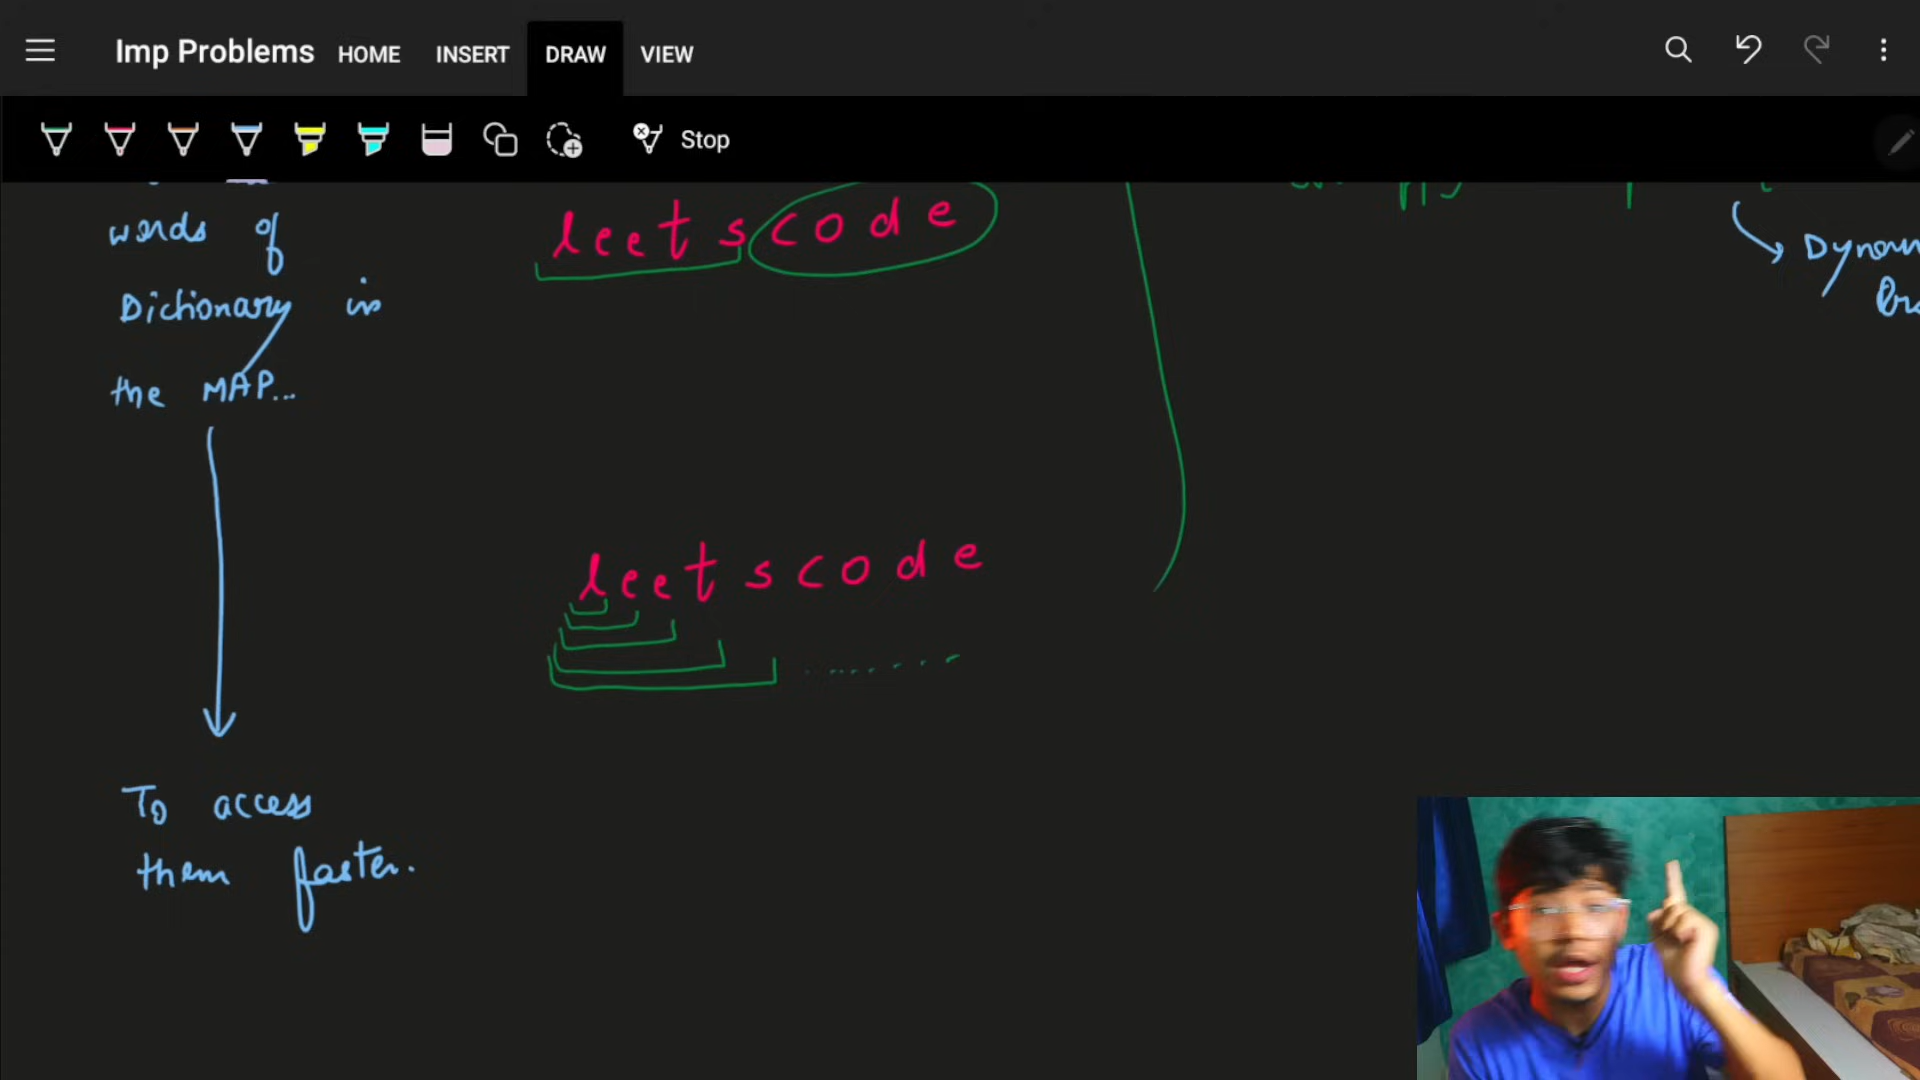 Imp Problems HOME INSERT DRAW VIEW
Stop
words of
Dictionary in
the MAP...
leetscode
leetscode
To access
them faster.